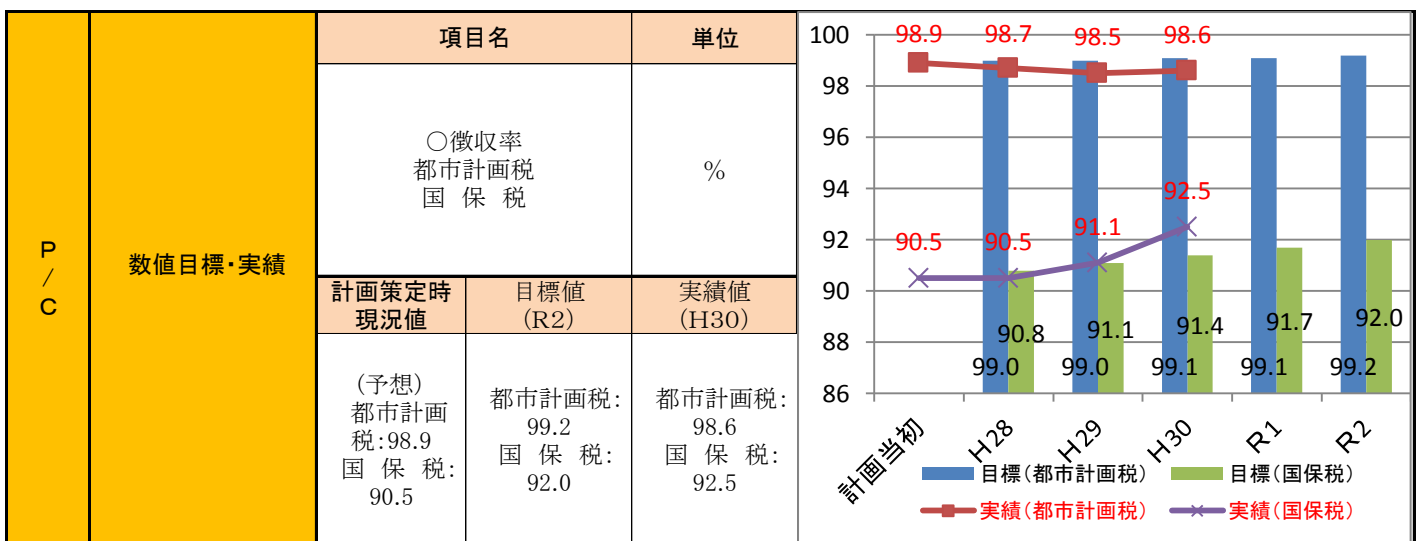 P
/
C
数値目標・実績
項目名
単位
○徴収率
都市計画税
国 保 税
%
計画策定時
現況値
目標値
(R2)
実績値
(H30)
(予想)
都市計画
税:98.9
国 保 税:
90.5
都市計画税:
99.2
国 保 税:
92.0
都市計画税:
98.6
国 保 税:
92.5
100
98
96
94
92
90
88
86
98.9 98.7 98.5 98.6
90.5 90.5 91.1 92.5
90.8 91.1 91.4 91.7 92.0
99.0 99.0 99.1 99.1 99.2
計画当初 H28 H29 H30 R1 R2
目標(都市計画税) 目標(国保税)
実績(都市計画税) 実績(国保税)